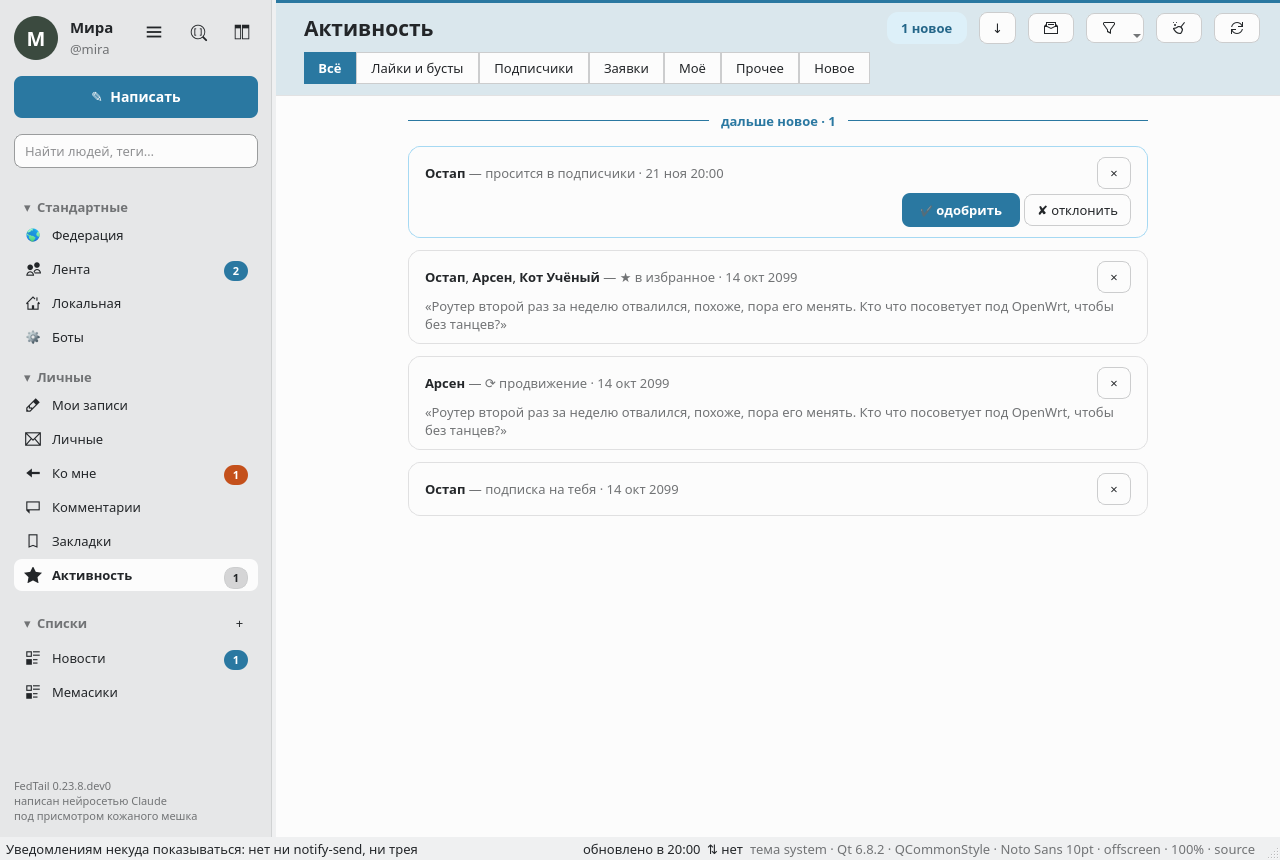 М
Мира
@mira
✎ Написать
Найти людей, теги...
▾ Стандартные
Федерация
Лента 2
Локальная
Боты
▾ Личные
Мои записи
Личные
Ко мне 1
Комментарии
Закладки
Активность 1
▾ Списки +
Новости 1
Мемасики
FedTail 0.23.8.dev0
написан нейросетью Claude
под присмотром кожаного мешка
Активность
1 новое ↓
Всё Лайки и бусты Подписчики Заявки Моё Прочее Новое
дальше новое · 1
Остап — просится в подписчики · 21 ноя 20:00 ×
✔ одобрить ✘ отклонить
Остап, Арсен, Кот Учёный — ★ в избранное · 14 окт 2099 ×
«Роутер второй раз за неделю отвалился, похоже, пора его менять. Кто что посоветует под OpenWrt, чтобы
без танцев?»
Арсен — ⟳ продвижение · 14 окт 2099 ×
«Роутер второй раз за неделю отвалился, похоже, пора его менять. Кто что посоветует под OpenWrt, чтобы
без танцев?»
Остап — подписка на тебя · 14 окт 2099 ×
Уведомлениям некуда показываться: нет ни notify-send, ни трея
обновлено в 20:00 ⇅ нет тема system · Qt 6.8.2 · QCommonStyle · Noto Sans 10pt · offscreen · 100% · source